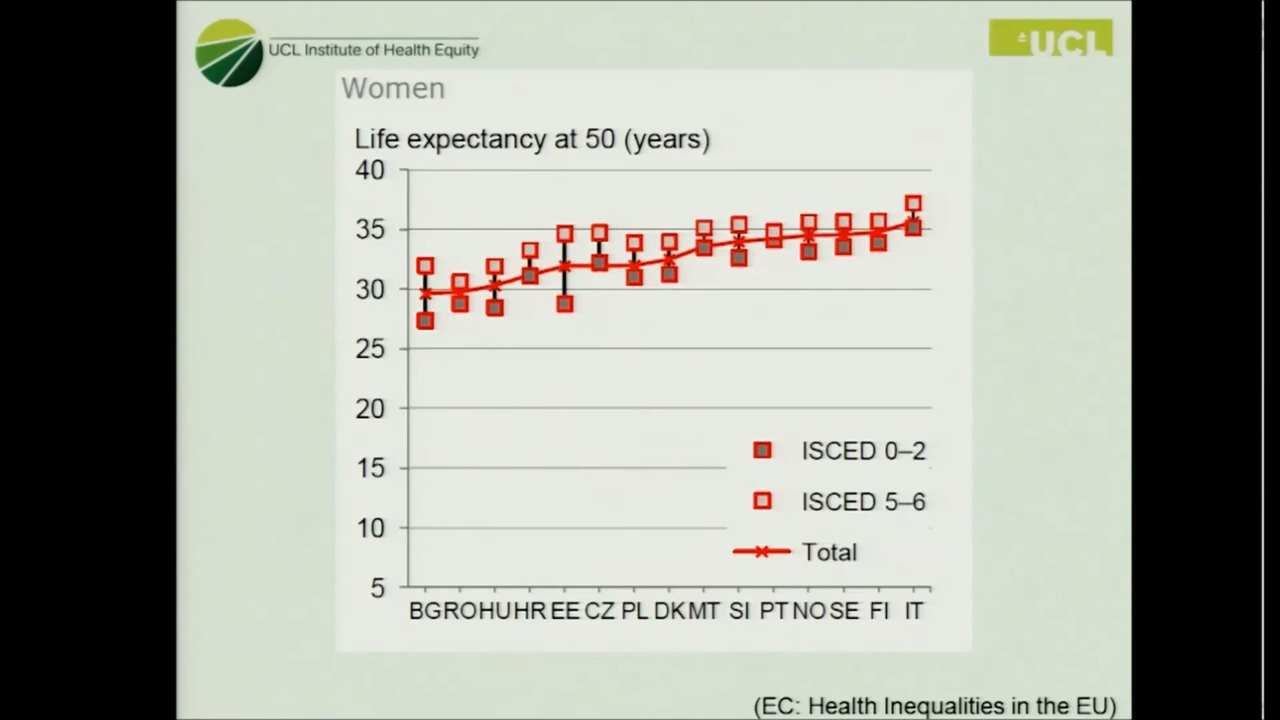 UCL Institute of Health Equity
UCL
Women
Life expectancy at 50 (years)
40
35
30
25
20
15
10
5
ISCED 0–2
ISCED 5–6
Total
BG RO HU HR EE CZ PL DK MT SI PT NO SE FI IT
(EC: Health Inequalities in the EU)